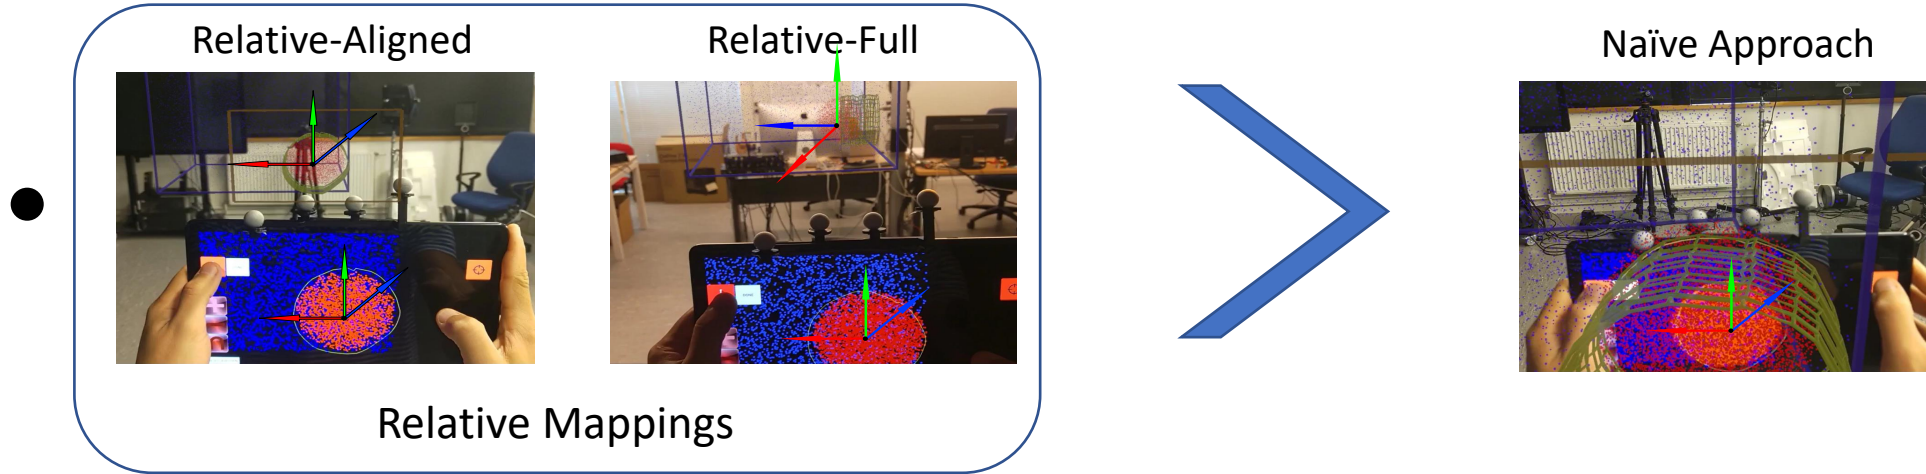 Relative-Aligned
Relative-Full
Naïve Approach
Relative Mappings